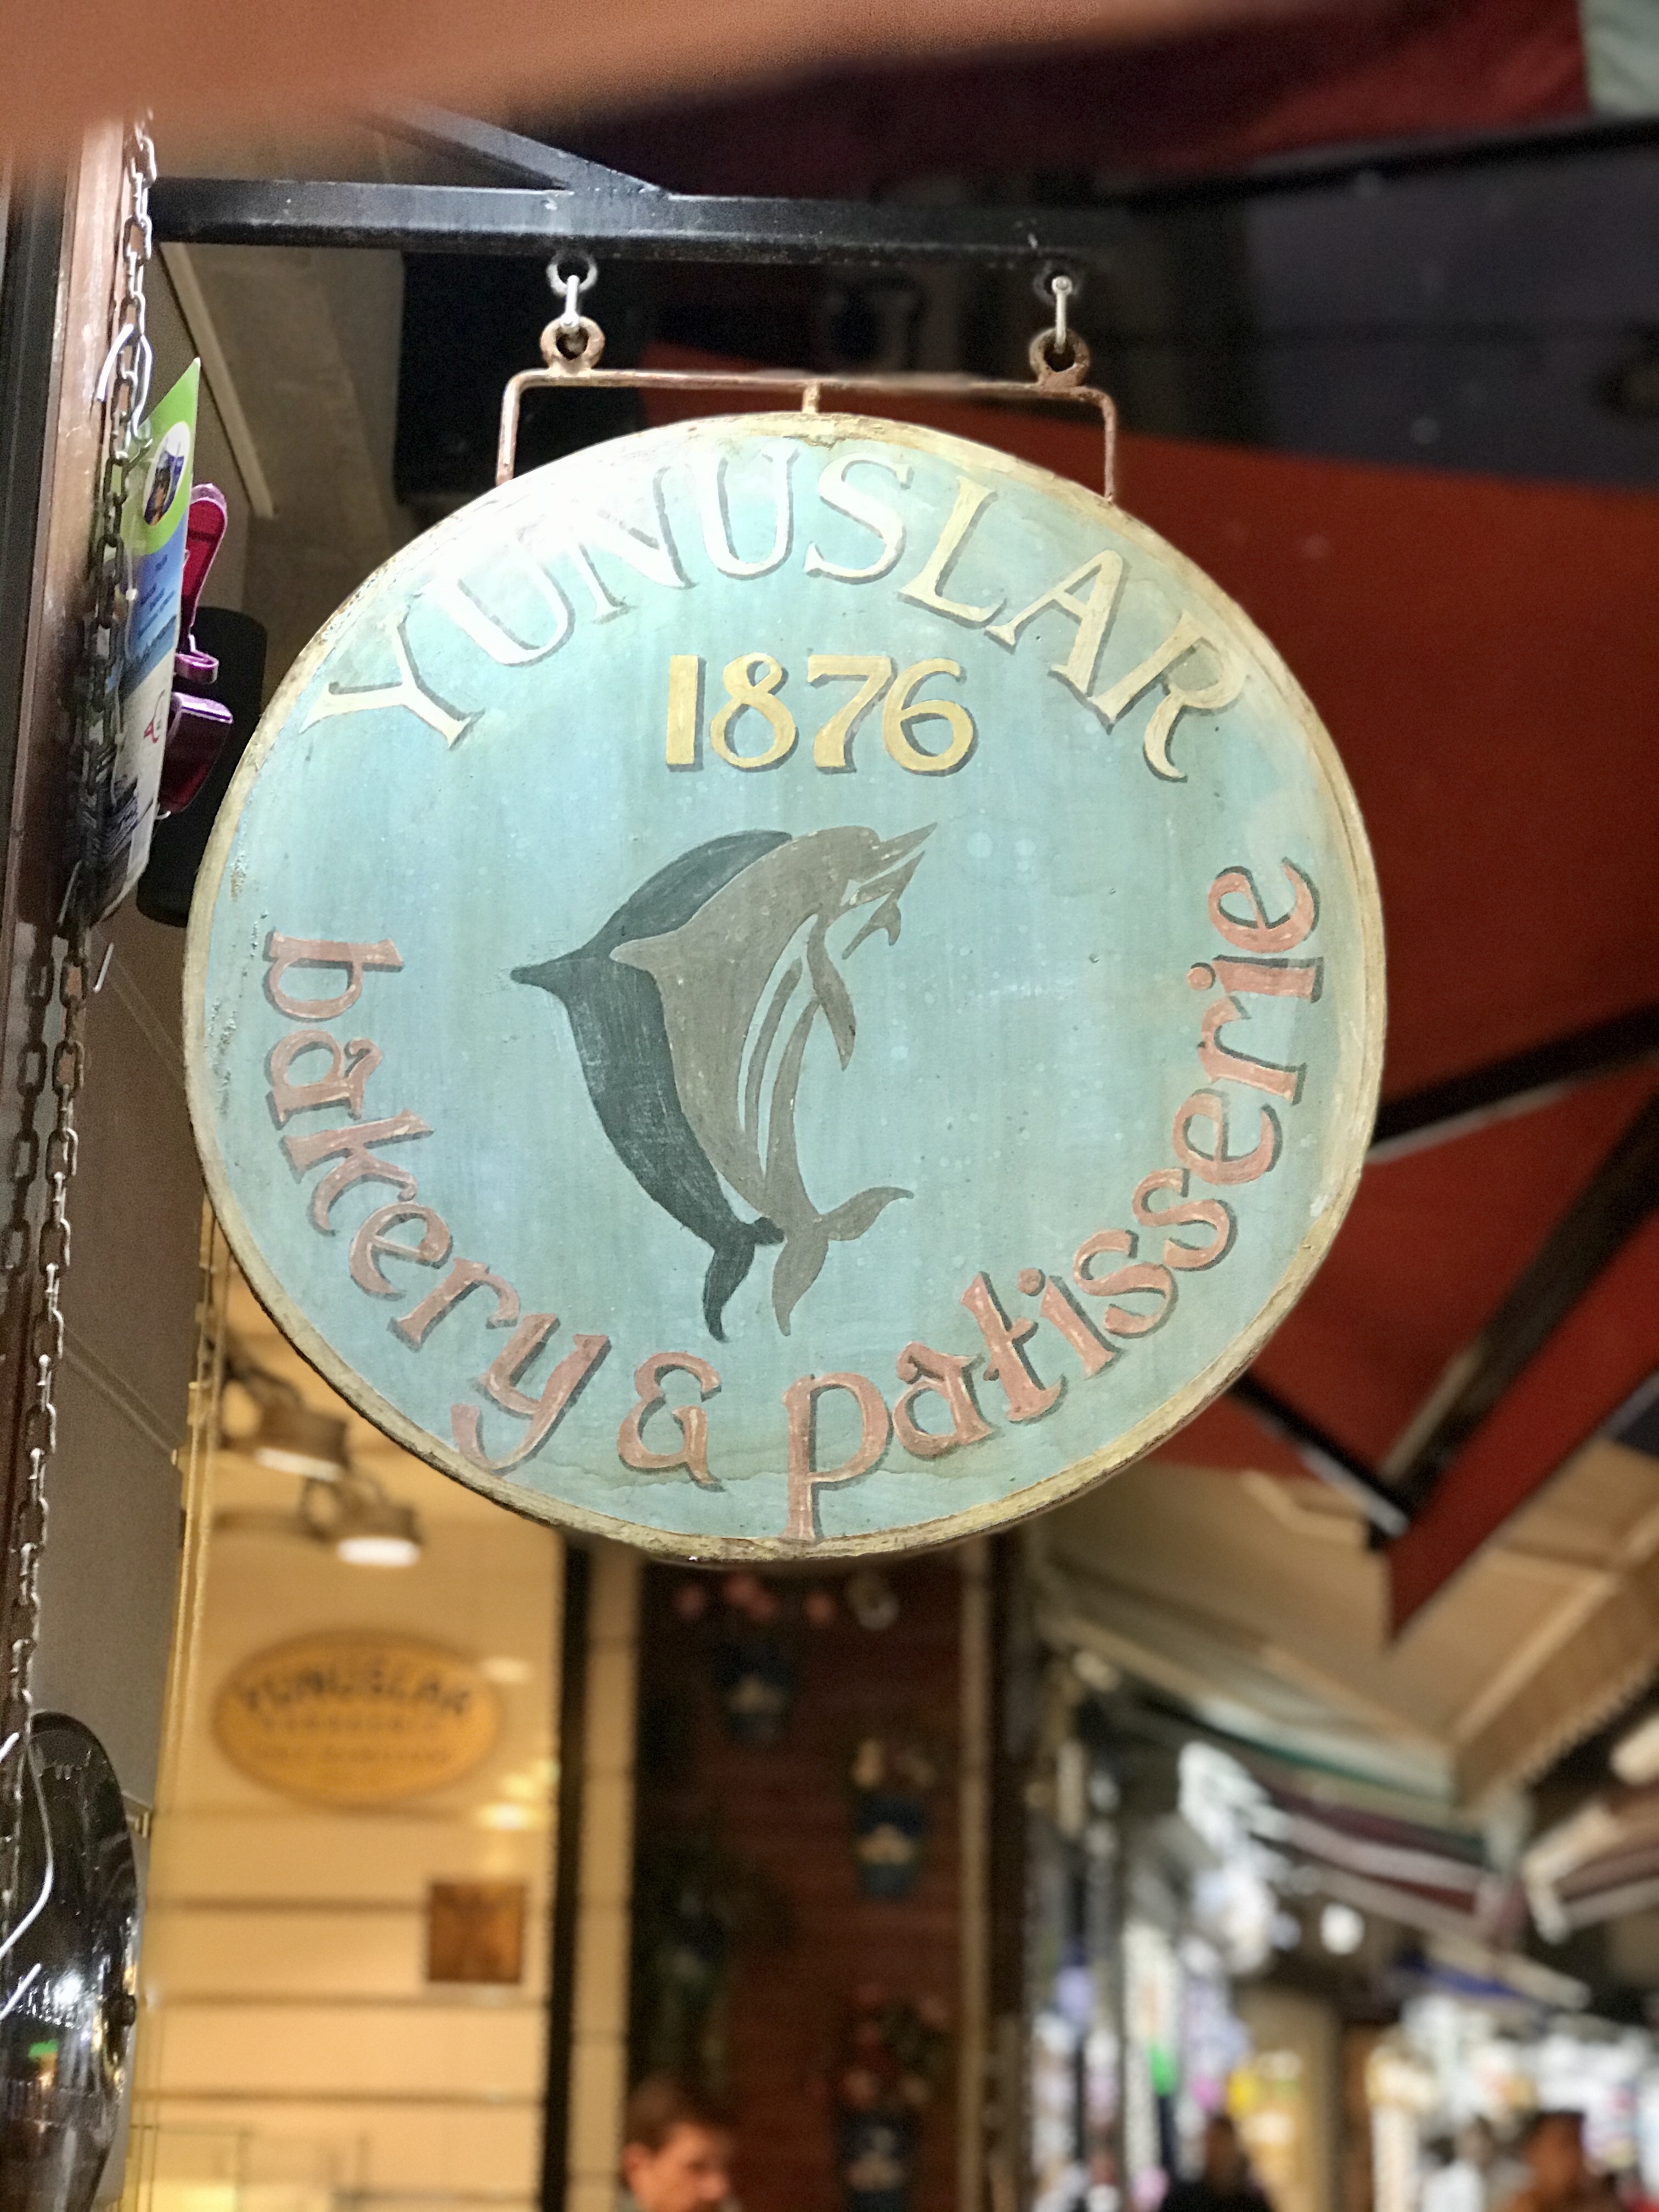 YUNUSLAR
1876
bakery & patisserie
YUNUSLAR